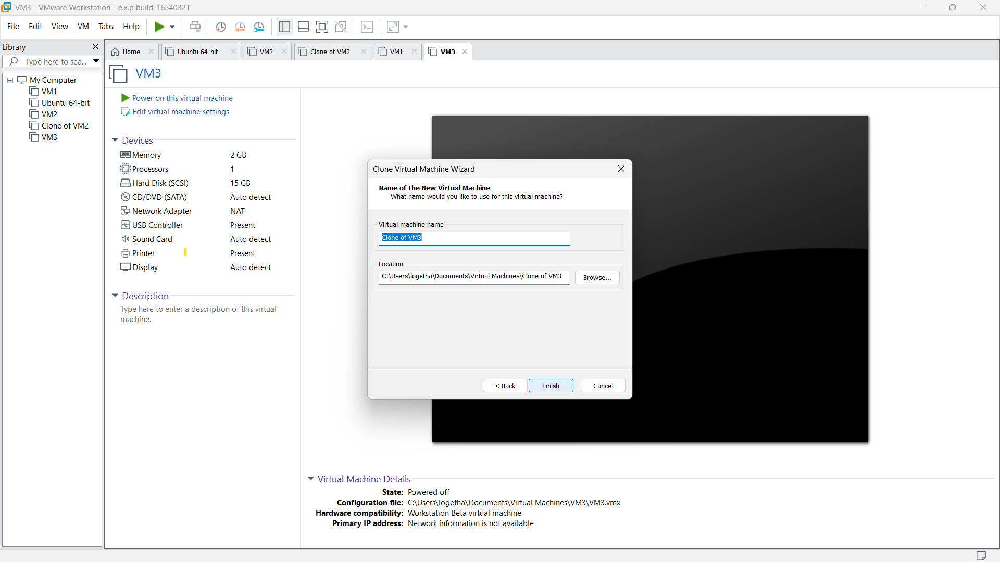 VM3 - VMware Workstation - e.x.p build-16540321
File Edit View VM Tabs Help
Library
Type here to sea...
My Computer
VM1
Ubuntu 64-bit
VM2
Clone of VM2
VM3
Home Ubuntu 64-bit VM2 Clone of VM2 VM1 VM3
VM3
Power on this virtual machine
Edit virtual machine settings
Devices
Memory 2 GB
Processors 1
Hard Disk (SCSI) 15 GB
CD/DVD (SATA) Auto detect
Network Adapter NAT
USB Controller Present
Sound Card Auto detect
Printer Present
Display Auto detect
Description
Type here to enter a description of this virtual
machine.
Clone Virtual Machine Wizard
Name of the New Virtual Machine
What name would you like to use for this virtual machine?
Virtual machine name
Clone of VM3
Location
C:\Users\logetha\Documents\Virtual Machines\Clone of VM3 Browse...
< Back Finish Cancel
Virtual Machine Details
State: Powered off
Configuration file: C:\Users\logetha\Documents\Virtual Machines\VM3\VM3.vmx
Hardware compatibility: Workstation Beta virtual machine
Primary IP address: Network information is not available